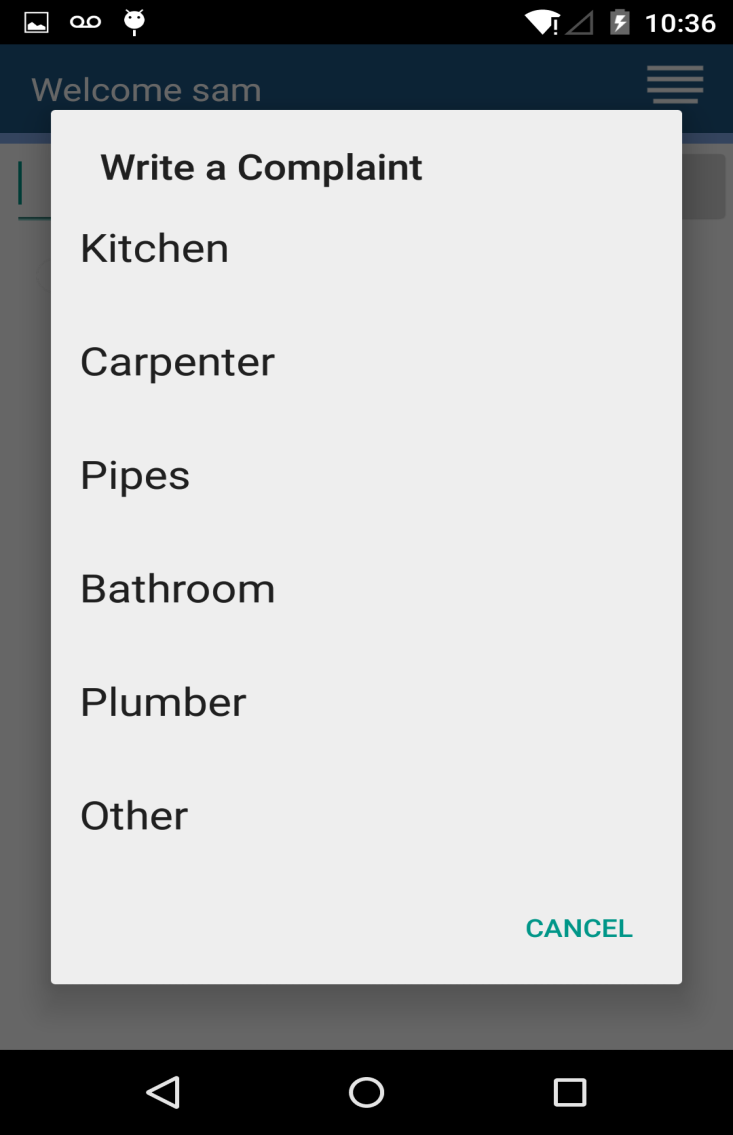 10:36
Welcome sam
Write a Complaint
Kitchen
Carpenter
Pipes
Bathroom
Plumber
Other
CANCEL